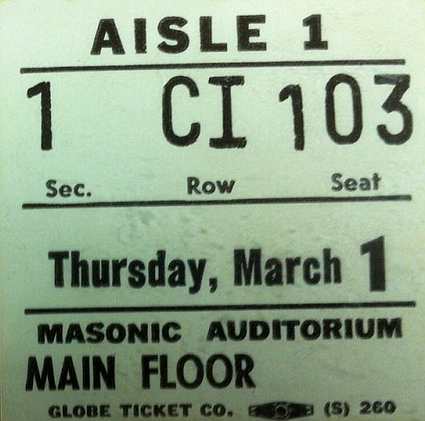 AISLE 1
1 CI 103
Sec. Row Seat
Thursday, March 1
MASONIC AUDITORIUM
MAIN FLOOR
GLOBE TICKET CO. (S) 260